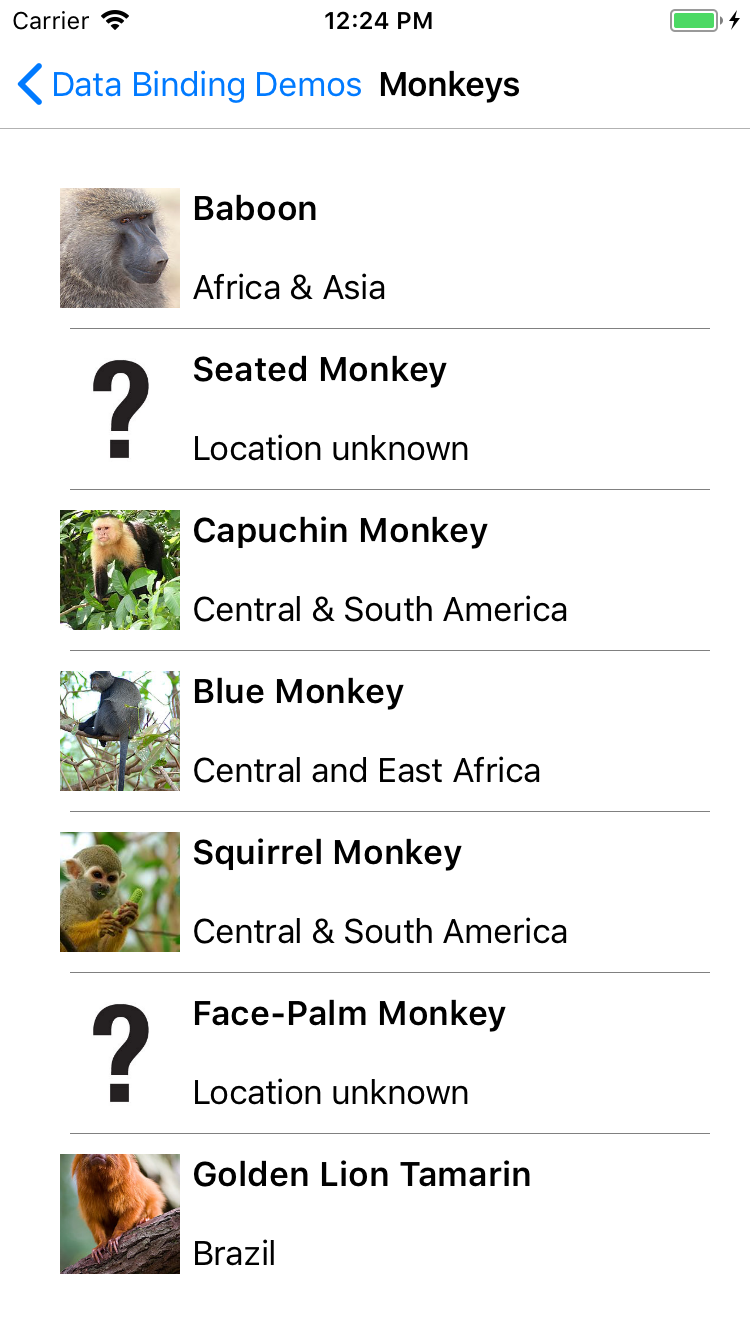 Carrier 12:24 PM
Data Binding Demos Monkeys
Baboon
Africa & Asia
?
Seated Monkey
Location unknown
Capuchin Monkey
Central & South America
Blue Monkey
Central and East Africa
Squirrel Monkey
Central & South America
?
Face-Palm Monkey
Location unknown
Golden Lion Tamarin
Brazil